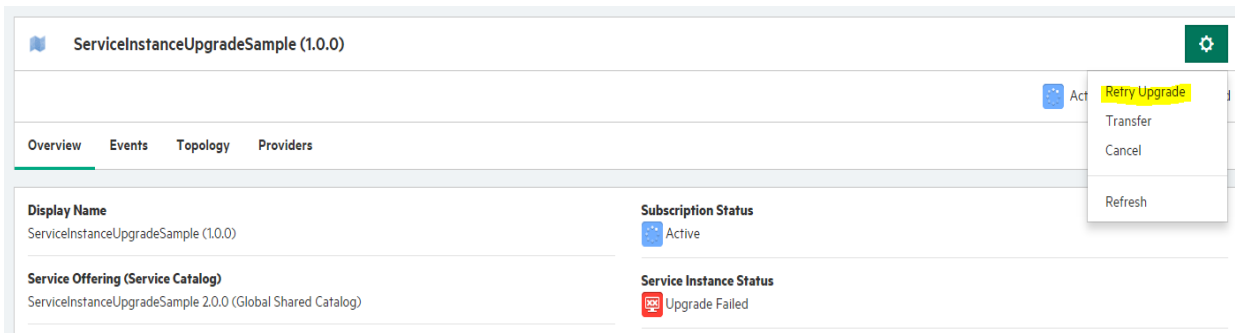 ServiceInstanceUpgradeSample (1.0.0)
Retry Upgrade
Transfer
Cancel
Refresh
Overview Events Topology Providers
Display Name
ServiceInstanceUpgradeSample (1.0.0)
Subscription Status
Active
Service Offering (Service Catalog)
ServiceInstanceUpgradeSample 2.0.0 (Global Shared Catalog)
Service Instance Status
Upgrade Failed